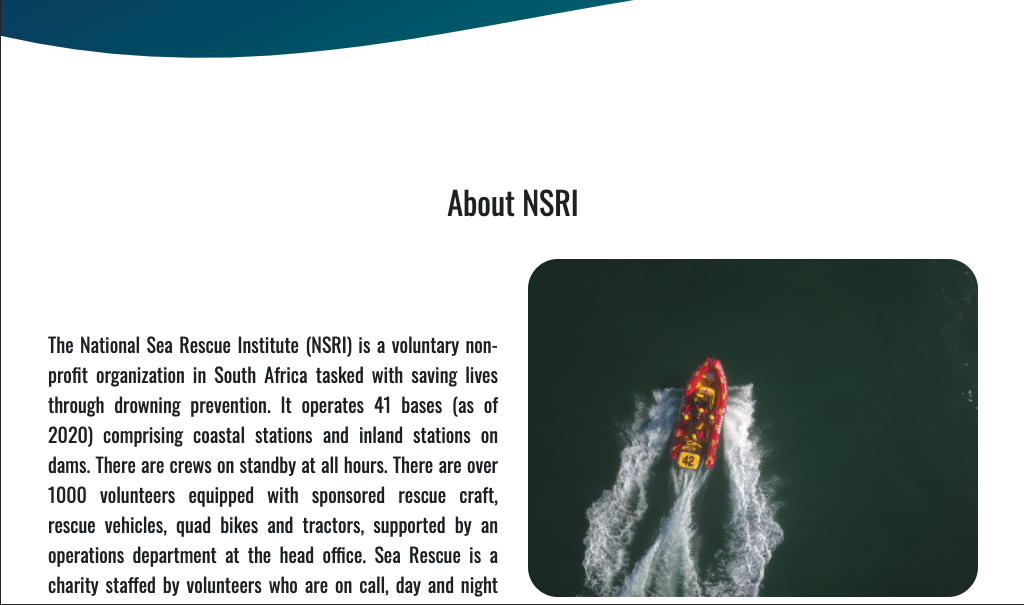 About NSRI
The National Sea Rescue Institute (NSRI) is a voluntary non-
profit organization in South Africa tasked with saving lives
through drowning prevention. It operates 41 bases (as of
2020) comprising coastal stations and inland stations on
dams. There are crews on standby at all hours. There are over
1000 volunteers equipped with sponsored rescue craft,
rescue vehicles, quad bikes and tractors, supported by an
operations department at the head office. Sea Rescue is a
charity staffed by volunteers who are on call, day and night
42